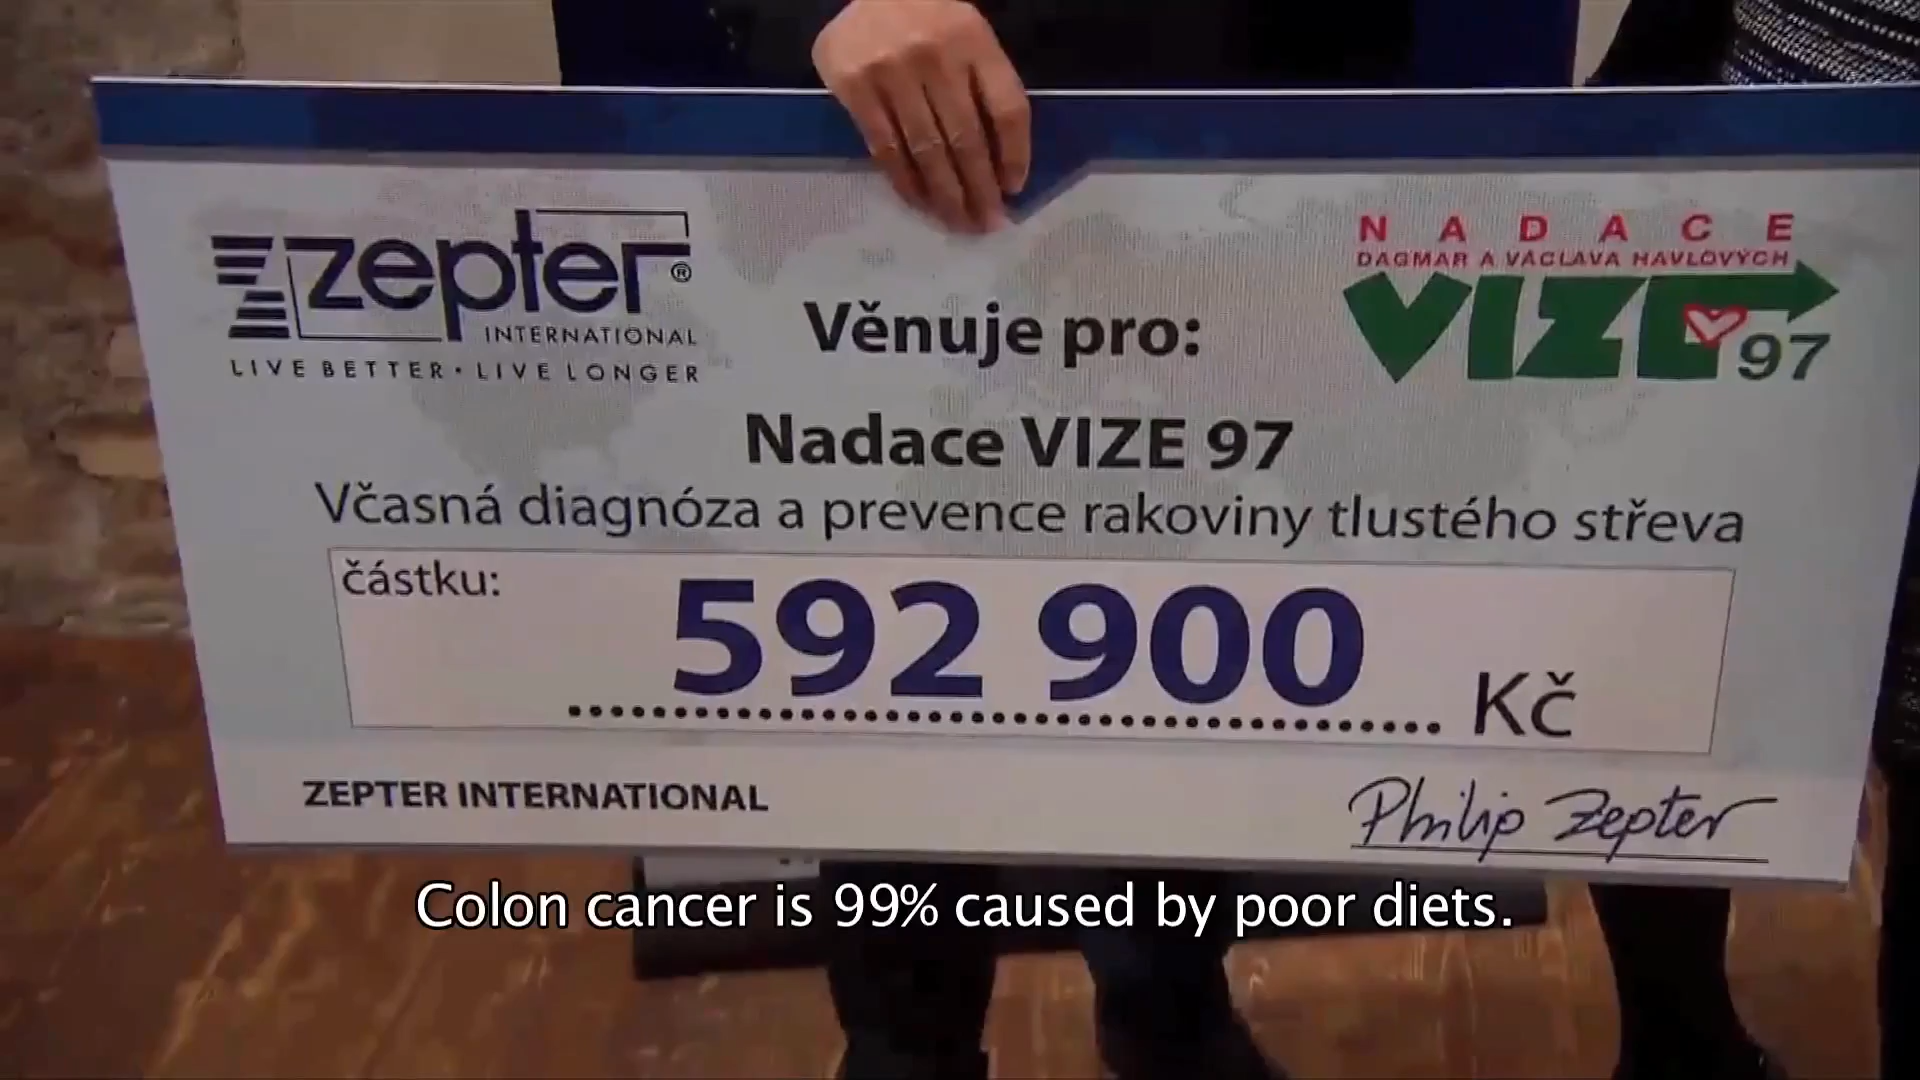 zepter®
INTERNATIONAL
LIVE BETTER • LIVE LONGER
NADACE
DAGMAR A VÁCLAVA HAVLOVÝCH
VIZE 97
Věnuje pro:
Nadace VIZE 97
Včasná diagnóza a prevence rakoviny tlustého střeva
částku:
592 900 Kč
ZEPTER INTERNATIONAL
Philip Zepter
Colon cancer is 99% caused by poor diets.